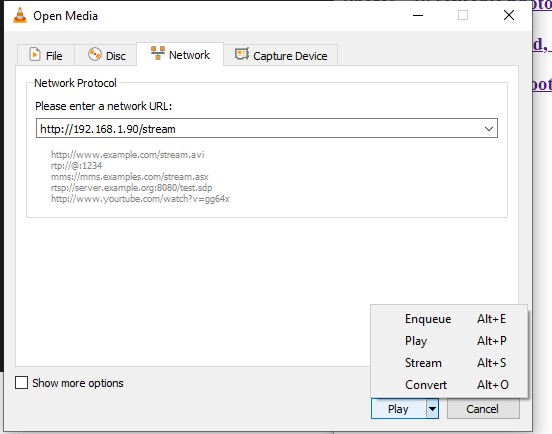 Open Media
File
Disc
Network
Capture Device
Network Protocol
Please enter a network URL:
http://192.168.1.90/stream
http://www.example.com/stream.avi
rtp://@:1234
mms://mms.examples.com/stream.asx
rtsp://server.example.org:8080/test.sdp
http://www.youtube.com/watch?v=gg64x
Enqueue Alt+E
Play Alt+P
Stream Alt+S
Convert Alt+O
Show more options
Play
Cancel